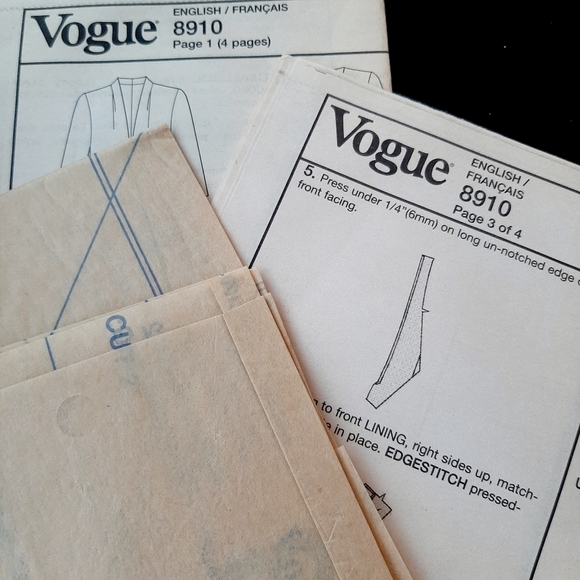 Vogue®
ENGLISH / FRANÇAIS
8910
Page 1 (4 pages)
Vogue®
ENGLISH /
FRANÇAIS
8910
Page 3 of 4
5. Press under 1/4"(6mm) on long un-notched edge
front facing.
to front LINING, right sides up, match-
in place. EDGESTITCH pressed-
CU